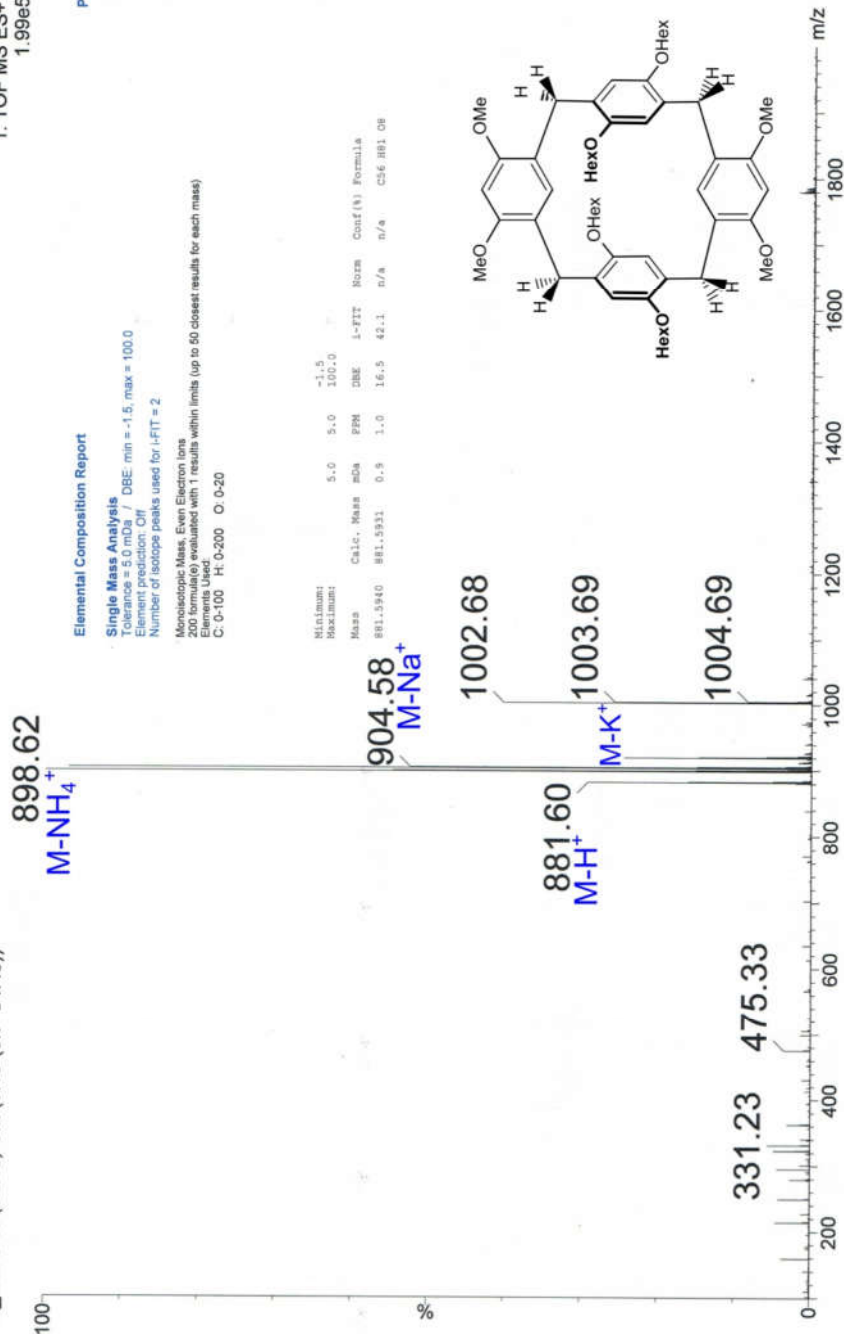 1: TOP MS ES+
1.99e5
Elemental Composition Report
P
Single Mass Analysis
Tolerance = 5.0 mDa / DBE: min = -1.5, max = 100.0
Element prediction: Off
Number of isotope peaks used for i-FIT = 2
Monoisotopic Mass, Even Electron Ions
200 formula(e) evaluated with 1 results within limits (up to 50 closest results for each mass)
Elements Used:
C: 0-100 H: 0-200 O: 0-20
Minimum: -1.5
Maximum: 5.0 5.0 100.0
Mass Calc. Mass mDa PPM DBE i-FIT Norm Conf(%) Formula
881.5940 881.5931 0.9 1.0 16.5 42.1 n/a n/a C56 H81 O8
100
898.62
M-NH4+
904.58
M-Na+
1002.68
881.60
M-H+
M-K+
1003.69
1004.69
%
331.23
475.33
0
200 400 600 800 1000 1200 1400 1600 1800 m/z
MeO
OMe
H
H
H
H
OHex
HexO
OHex
HexO
H
H
H
H
MeO
OMe